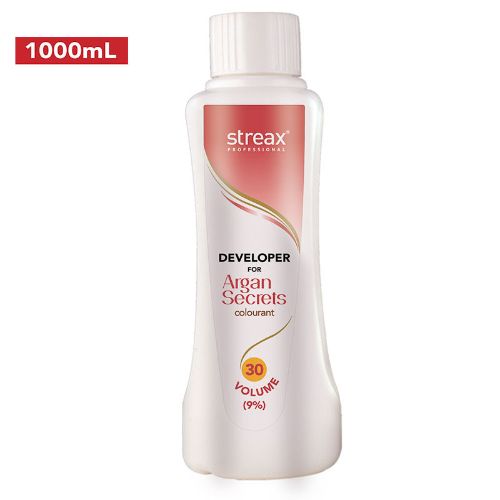 1000mL
streax®
PROFESSIONAL
DEVELOPER
FOR
Argan
Secrets
colourant
30
VOLUME
(9%)